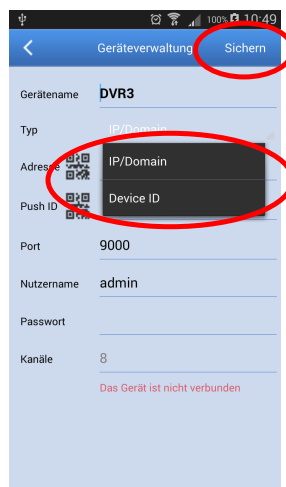 100% 10:49
Geräteverwaltung Sichern
Gerätename DVR3
Typ IP/Domain
Adresse IP/Domain
Push ID Device ID
Port 9000
Nutzername admin
Passwort
Kanäle 8
Das Gerät ist nicht verbunden